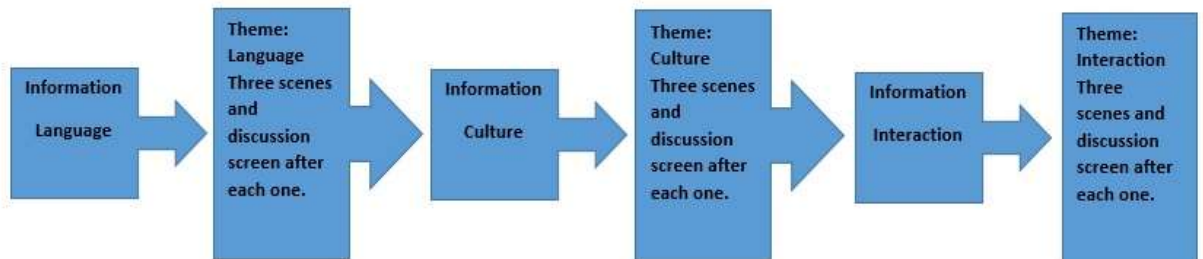 Information
Language
Theme:
Language
Three scenes
and
discussion
screen after
each one.
Information
Culture
Theme:
Culture
Three scenes
and
discussion
screen after
each one.
Information
Interaction
Theme:
Interaction
Three
scenes and
discussion
screen after
each one.